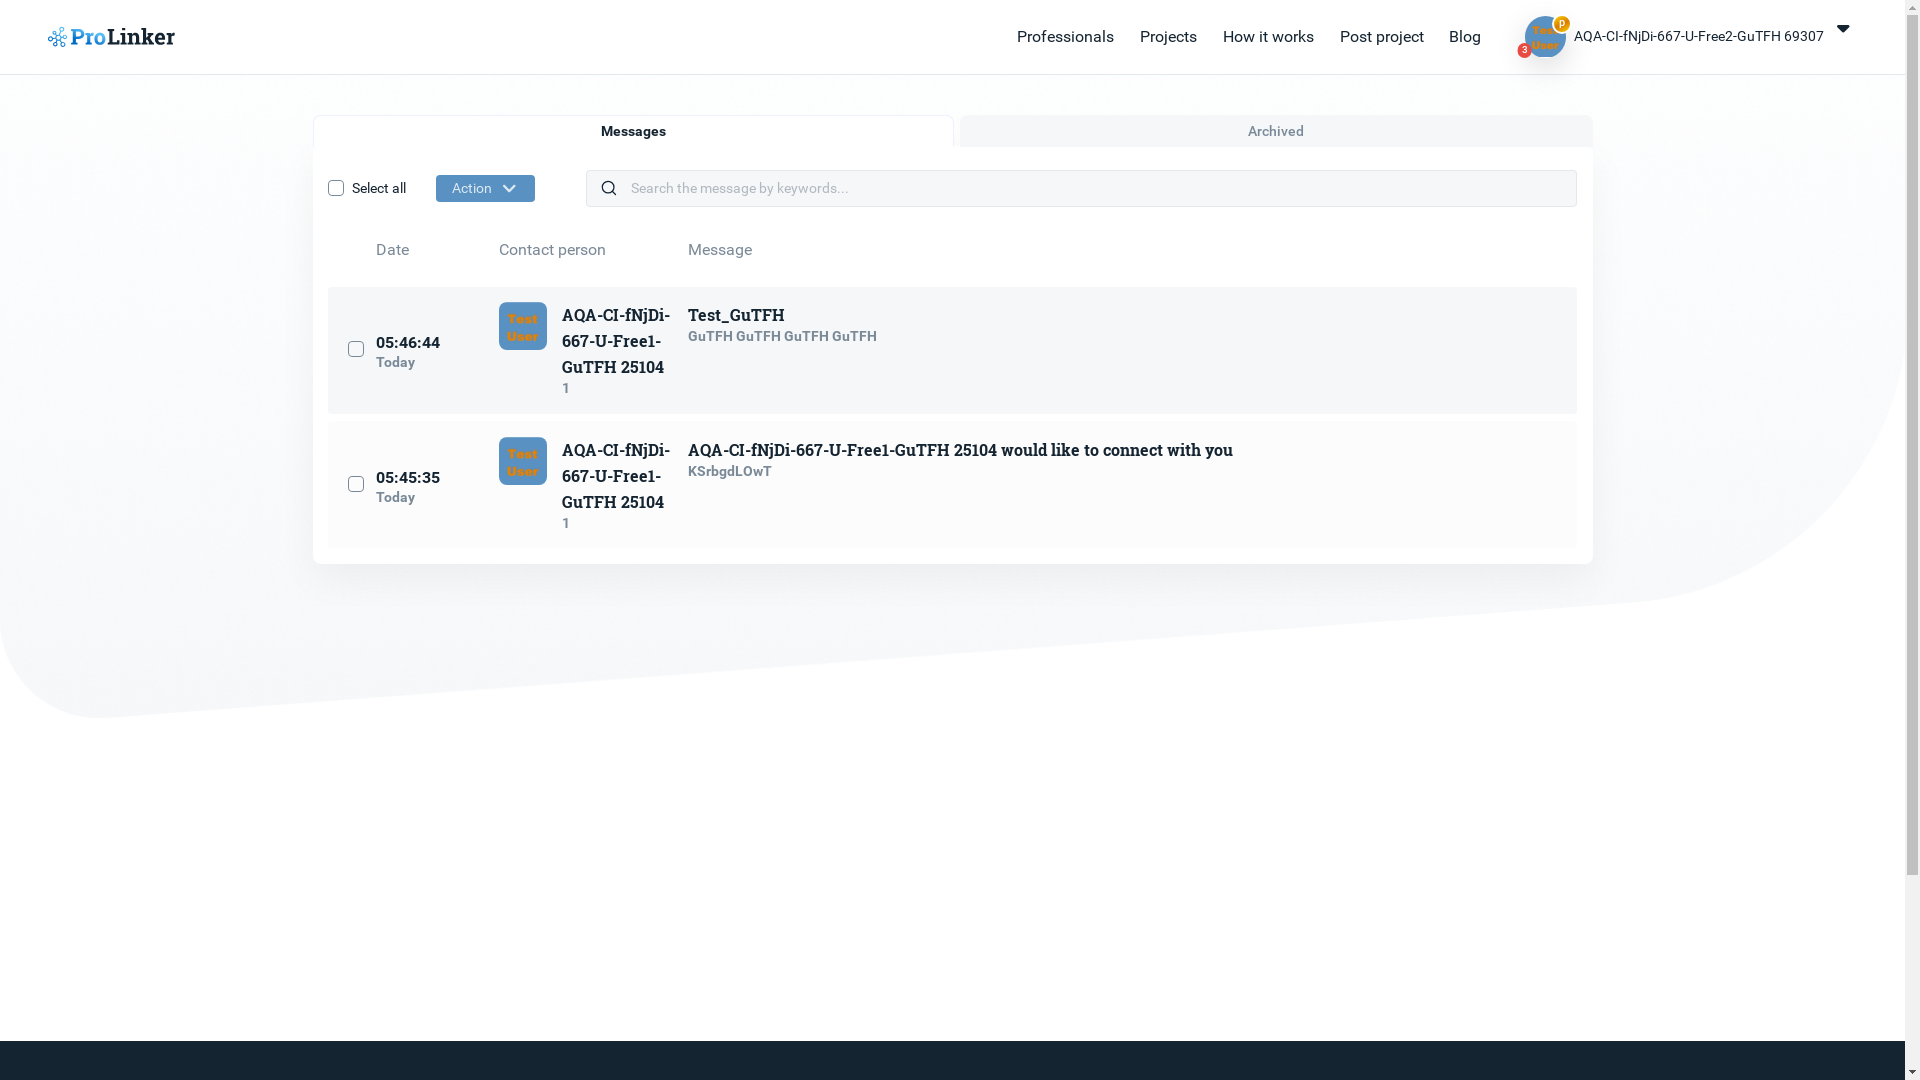 ProLinker
Professionals
Projects
How it works
Post project
Blog
P
3
Test
User
AQA-CI-fNjDi-667-U-Free2-GuTFH 69307
Messages
Archived
Select all
Action
Search the message by keywords...
Date
Contact person
Message
05:46:44
Today
Test
User
AQA-CI-fNjDi-
667-U-Free1-
GuTFH 25104
1
Test_GuTFH
GuTFH GuTFH GuTFH GuTFH
05:45:35
Today
Test
User
AQA-CI-fNjDi-
667-U-Free1-
GuTFH 25104
1
AQA-CI-fNjDi-667-U-Free1-GuTFH 25104 would like to connect with you
KSrbgdLOwT